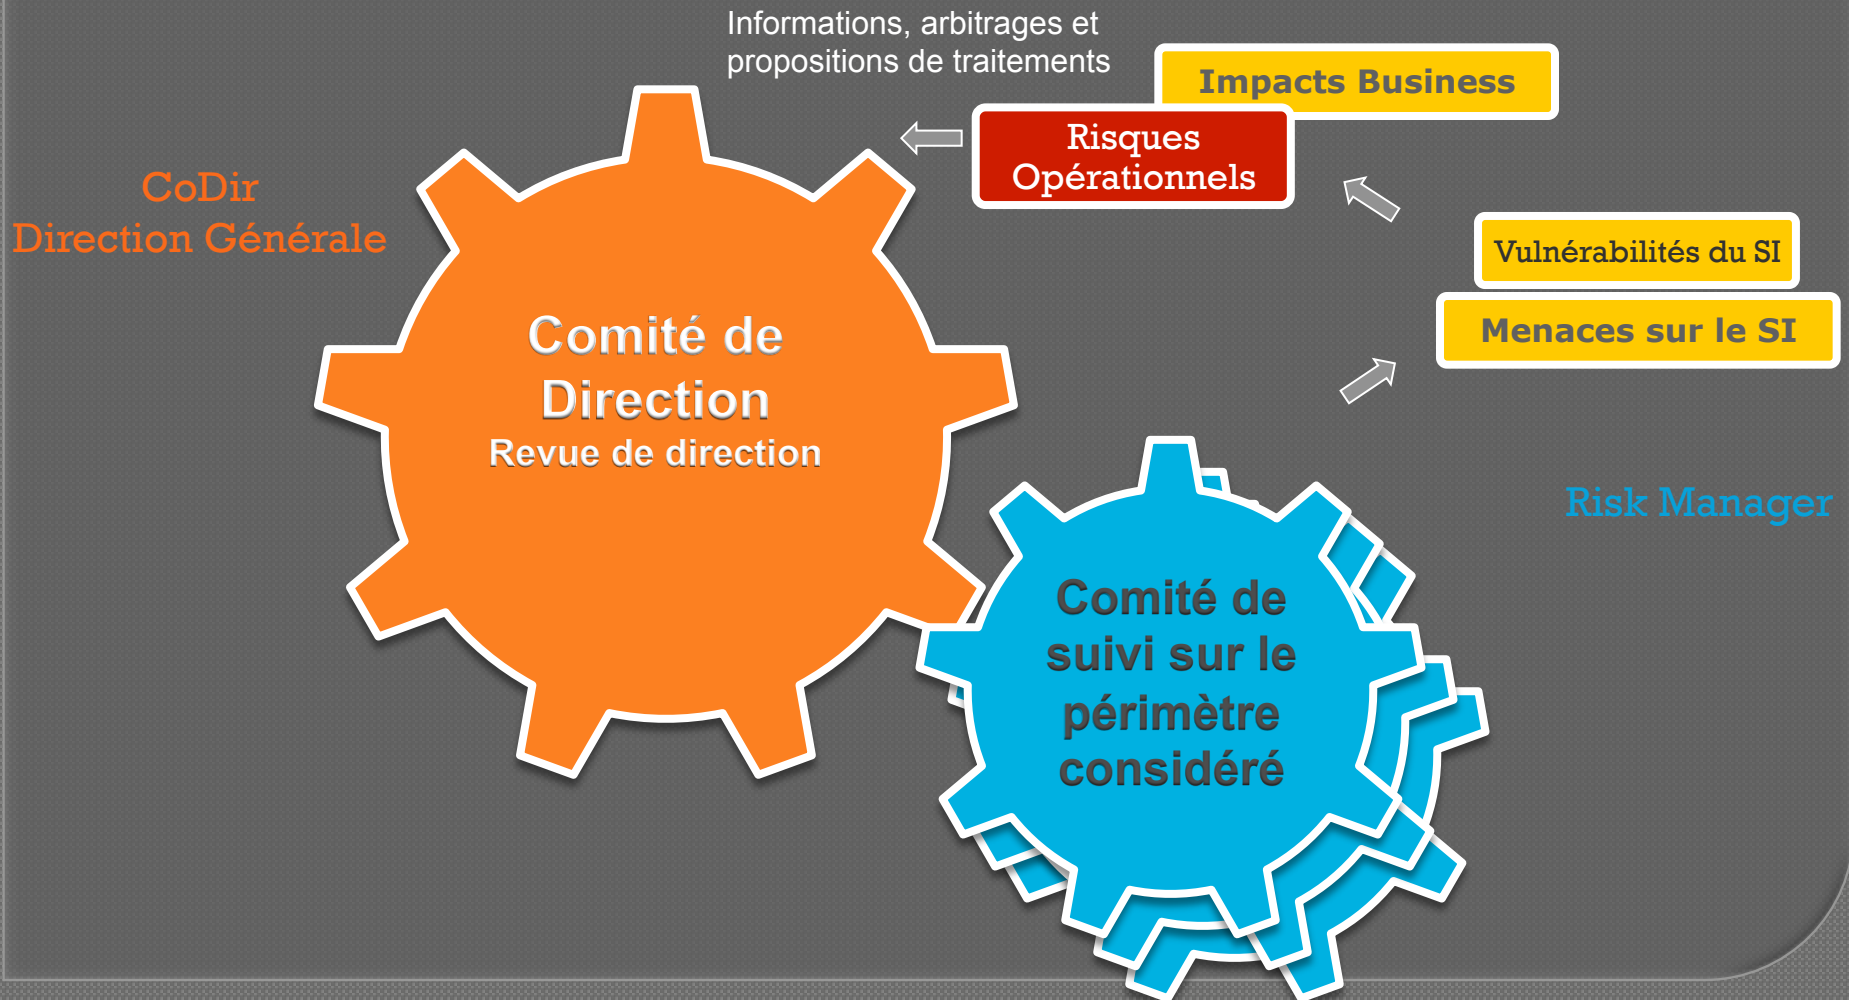 Informations, arbitrages et
propositions de traitements
Impacts Business
Risques
Opérationnels
CoDir
Direction Générale
Vulnérabilités du SI
Menaces sur le SI
Comité de
Direction
Revue de direction
Risk Manager
Comité de
suivi sur le
périmètre
considéré